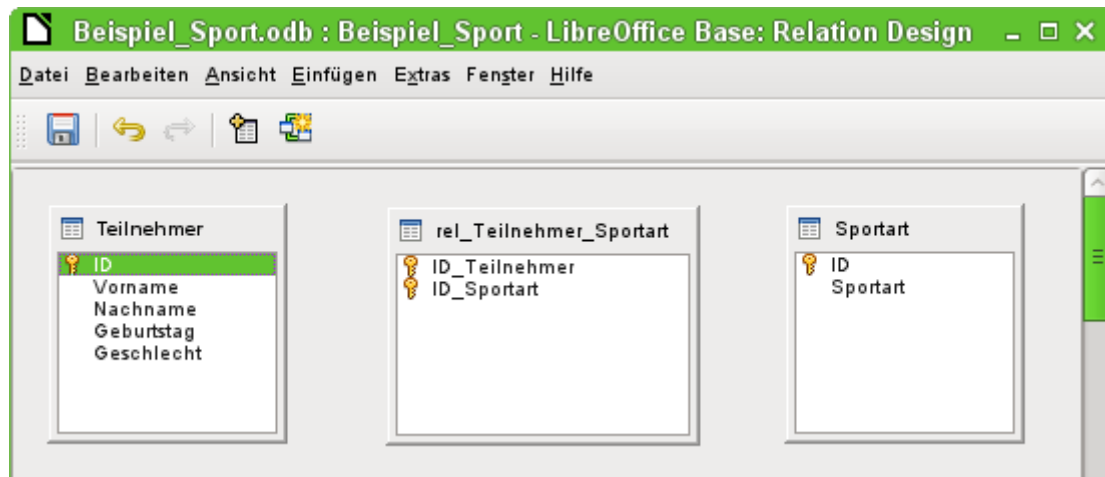 Beispiel_Sport.odb : Beispiel_Sport - LibreOffice Base: Relation Design
Datei Bearbeiten Ansicht Einfügen Extras Fenster Hilfe
Teilnehmer
ID
Vorname
Nachname
Geburtstag
Geschlecht
rel_Teilnehmer_Sportart
ID_Teilnehmer
ID_Sportart
Sportart
ID
Sportart